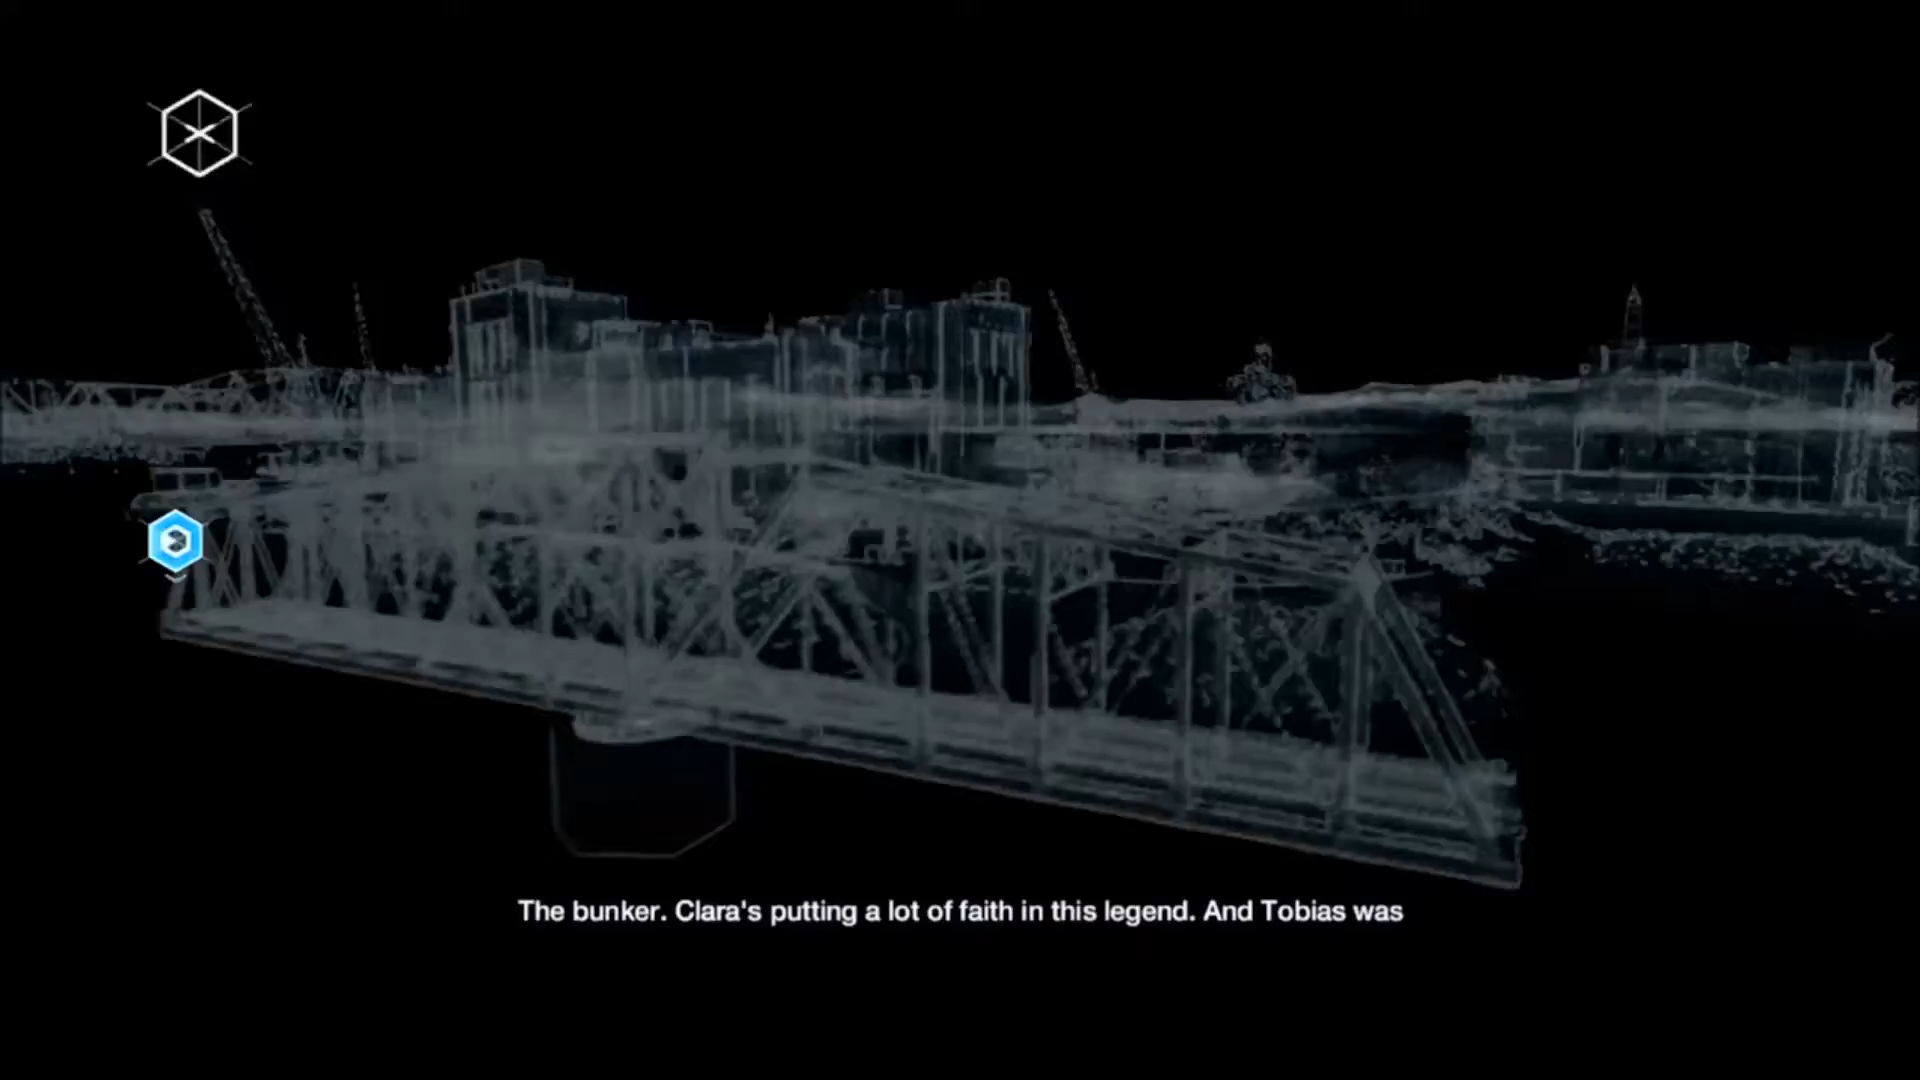 The bunker. Clara's putting a lot of faith in this legend. And Tobias was